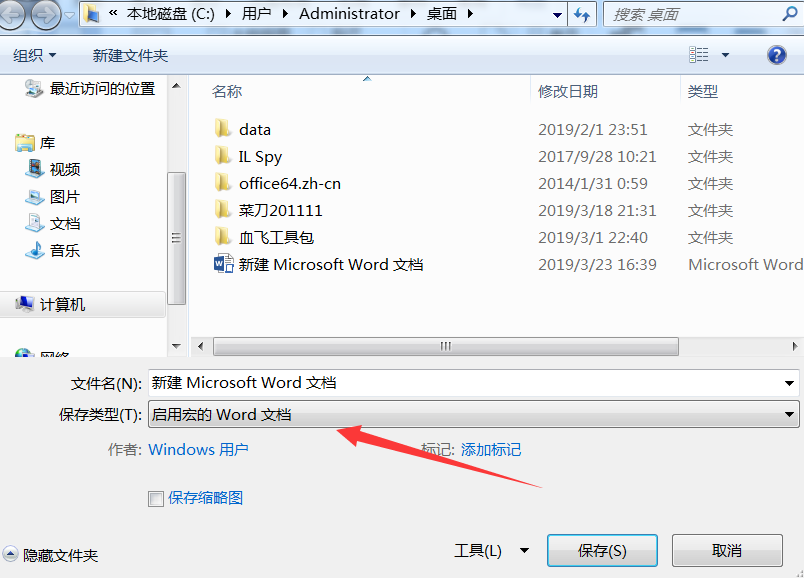 « 本地磁盘 (C:) ▸ 用户 ▸ Administrator ▸ 桌面 ▸ 搜索 桌面
组织 新建文件夹
最近访问的位置
库
视频
图片
文档
音乐
计算机
网络
名称 修改日期 类型
data 2019/2/1 23:51 文件夹
IL Spy 2017/9/28 10:21 文件夹
office64.zh-cn 2014/1/31 0:59 文件夹
菜刀201111 2019/3/18 21:31 文件夹
血飞工具包 2019/3/1 22:40 文件夹
新建 Microsoft Word 文档 2019/3/23 16:39 Microsoft Word
文件名(N): 新建 Microsoft Word 文档
保存类型(T): 启用宏的 Word 文档
作者: Windows 用户 标记: 添加标记
保存缩略图
隐藏文件夹 工具(L) 保存(S) 取消